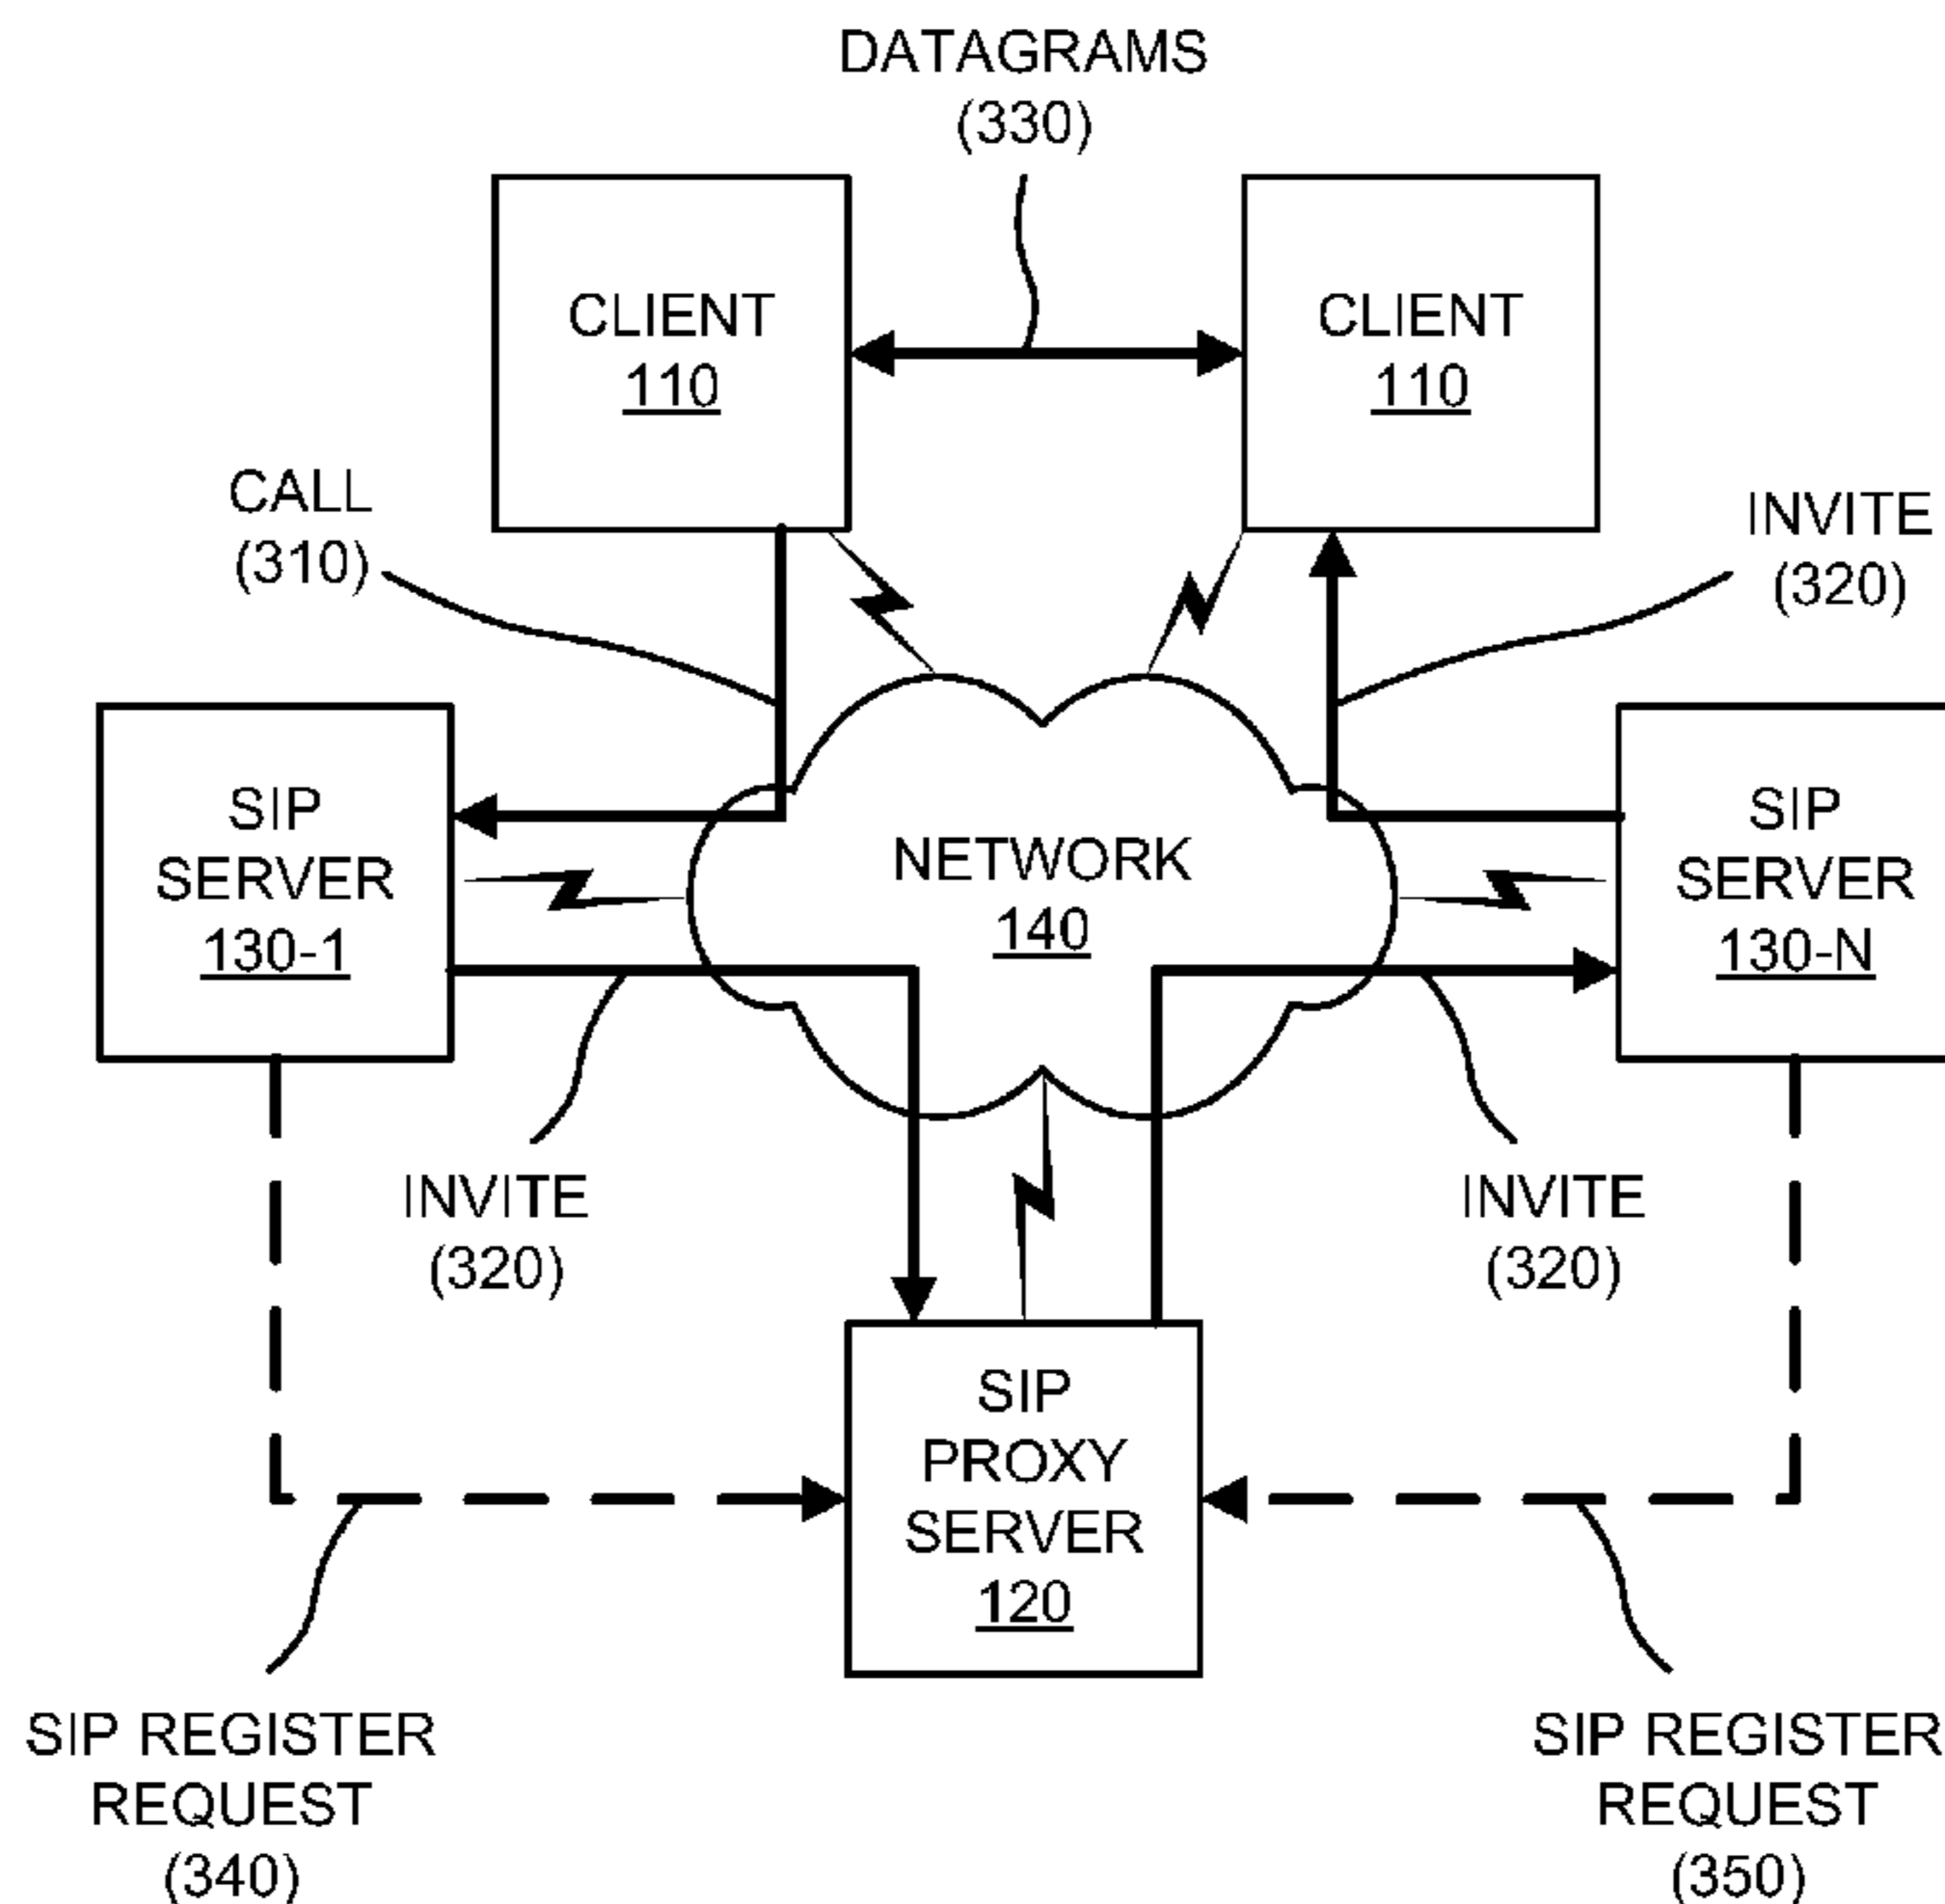 DATAGRAMS
(330)
CLIENT
110
CLIENT
110
CALL
(310)
INVITE
(320)
SIP
SERVER
130-1
NETWORK
140
SIP
SERVER
130-N
INVITE
(320)
INVITE
(320)
SIP
PROXY
SERVER
120
SIP REGISTER
REQUEST
(340)
SIP REGISTER
REQUEST
(350)